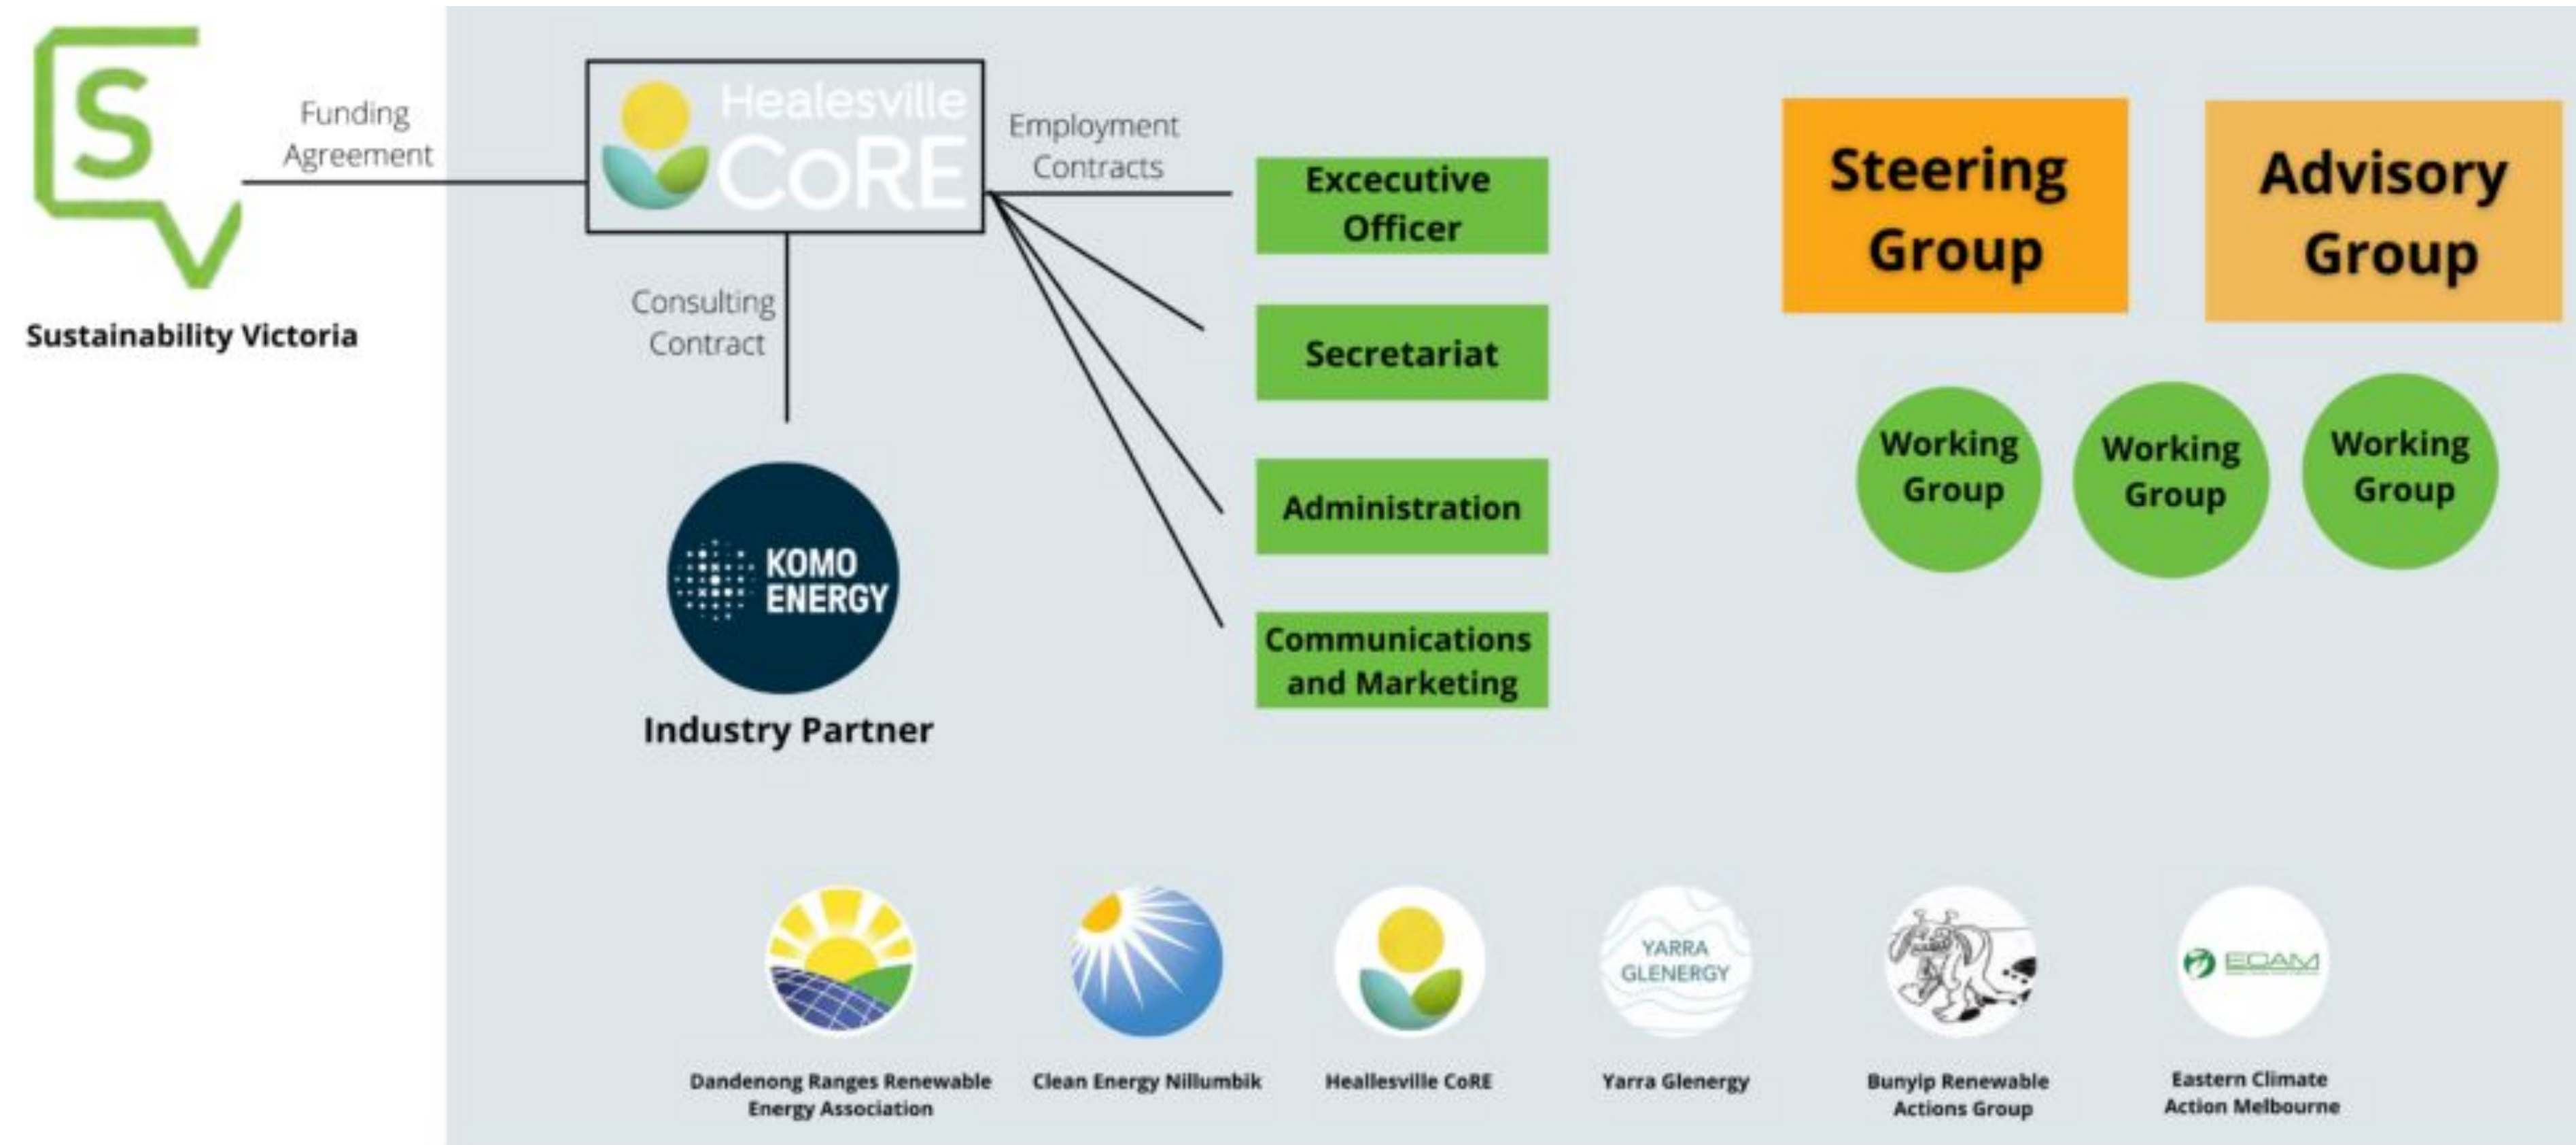 S
Sustainability Victoria
Funding
Agreement
Healesville
CoRE
Employment
Contracts
Consulting
Contract
KOMO
ENERGY
Industry Partner
Excecutive
Officer
Secretariat
Administration
Communications
and Marketing
Steering
Group
Advisory
Group
Working
Group
Working
Group
Working
Group
Dandenong Ranges Renewable
Energy Association
Clean Energy Nillumbik
Heallesville CoRE
YARRA
GLENERGY
Yarra Glenergy
Bunyip Renewable
Actions Group
ECAM
Eastern Climate
Action Melbourne